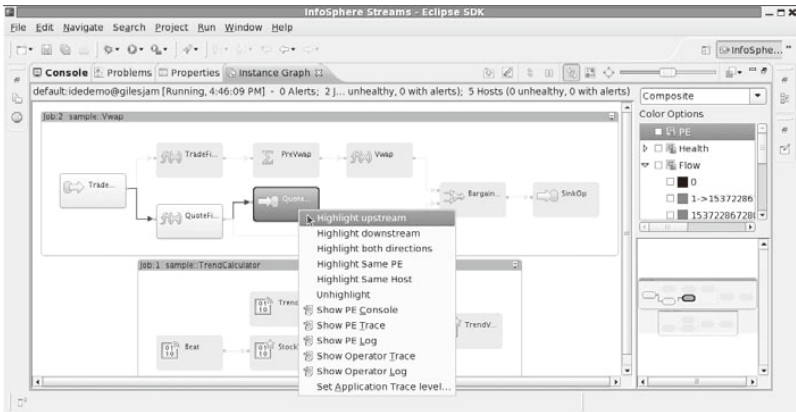 InfoSphere Streams - Eclipse SDK
File Edit Navigate Search Project Run Window Help
InfoSphe...
Console Problems Properties Instance Graph
default:idedemo@gilesjam [Running, 4:46:09 PM] - 0 Alerts; 2 J... unhealthy, 0 with alerts); 5 Hosts (0 unhealthy, 0 with alerts)
Composite
Color Options
PE
Health
Flow
0
1->15372286
15372286728
Job:2 sample::Vwap
TradeFi...
PreVwap
Vwap
Trade...
Quote...
Bargain...
SinkOp
QuoteFi...
Highlight upstream
Highlight downstream
Highlight both directions
Highlight Same PE
Highlight Same Host
Unhighlight
Show PE Console
Show PE Trace
Show PE Log
Show Operator Trace
Show Operator Log
Set Application Trace level...
Job:1 sample::TrendCalculator
Trend
TrendV...
Beat
Stock